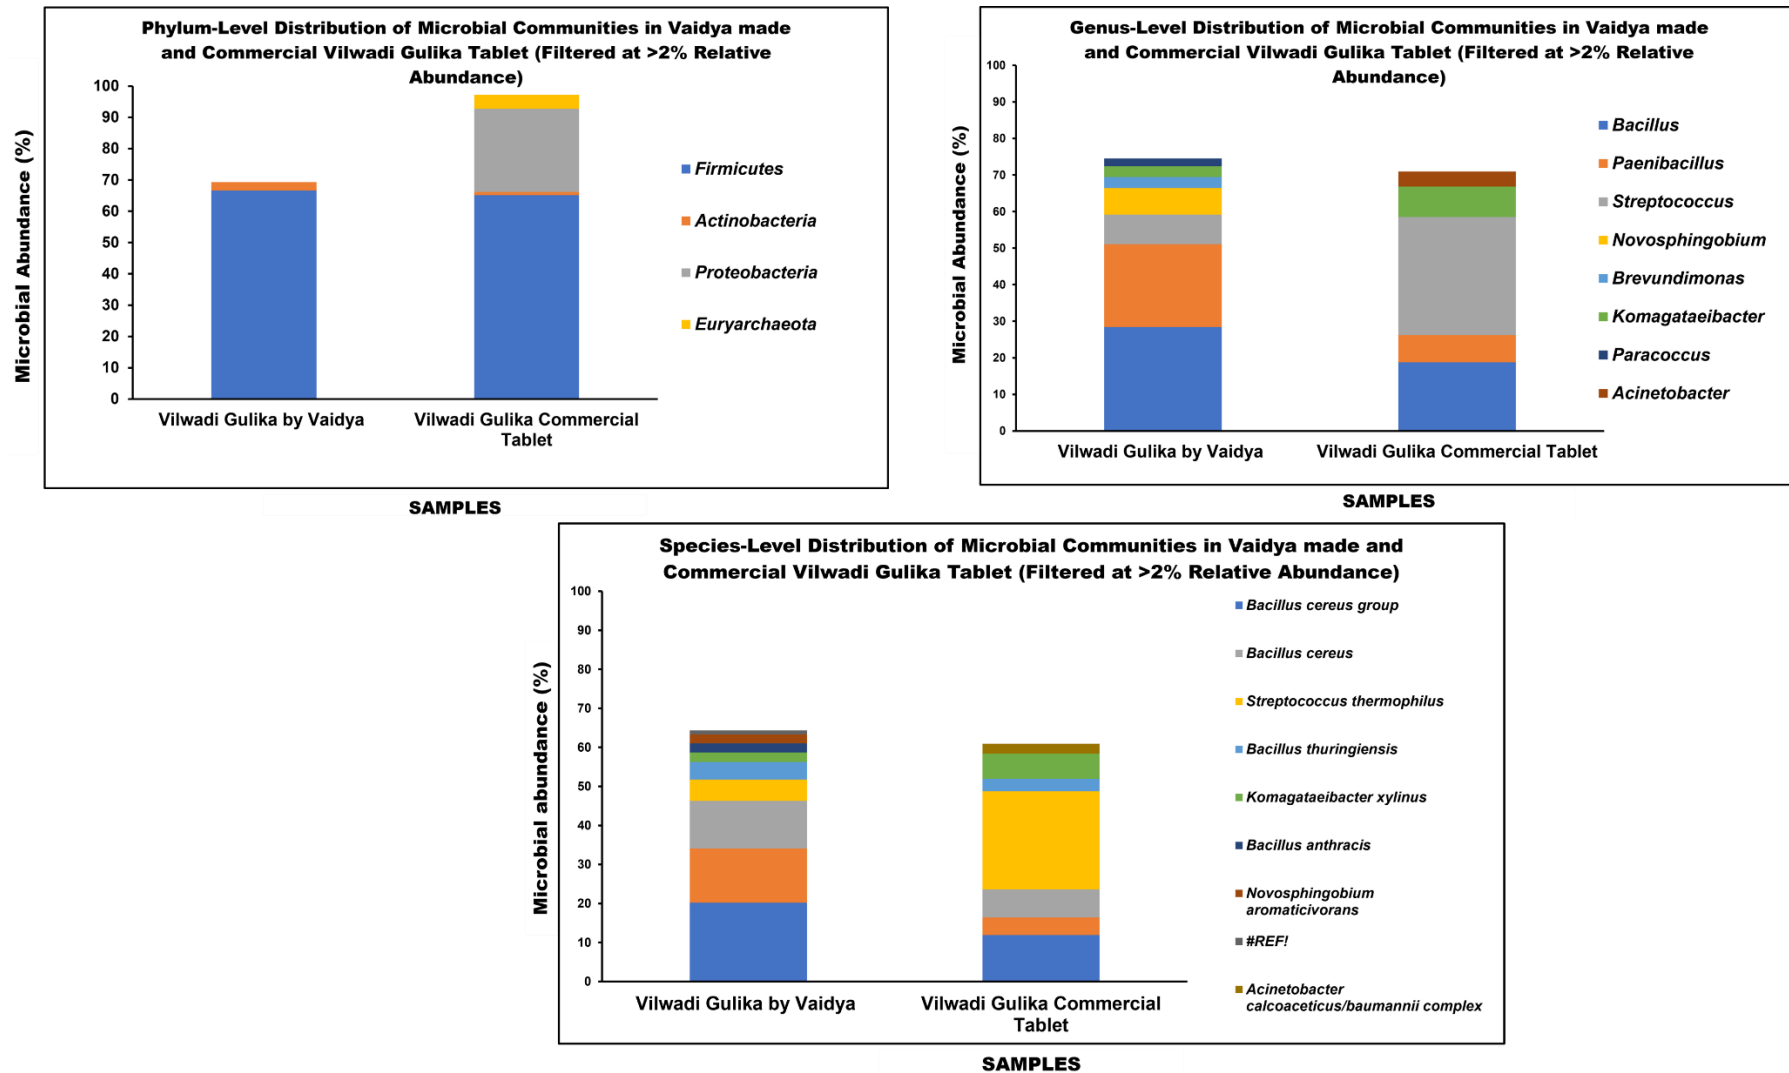 Phylum-Level Distribution of Microbial Communities in Vaidya made
and Commercial Vilwadi Gulika Tablet (Filtered at >2% Relative
Abundance)
Microbial Abundance (%)
100
90
80
70
60
50
40
30
20
10
0
Firmicutes
Actinobacteria
Proteobacteria
Euryarchaeota
Vilwadi Gulika by Vaidya
Vilwadi Gulika Commercial
Tablet
SAMPLES
Genus-Level Distribution of Microbial Communities in Vaidya made
and Commercial Vilwadi Gulika Tablet (Filtered at >2% Relative
Abundance)
Microbial Abundance (%)
100
90
80
70
60
50
40
30
20
10
0
Bacillus
Paenibacillus
Streptococcus
Novosphingobium
Brevundimonas
Komagataeibacter
Paracoccus
Acinetobacter
Vilwadi Gulika by Vaidya
Vilwadi Gulika Commercial Tablet
SAMPLES
Species-Level Distribution of Microbial Communities in Vaidya made and
Commercial Vilwadi Gulika Tablet (Filtered at >2% Relative Abundance)
Microbial abundance (%)
100
90
80
70
60
50
40
30
20
10
0
Bacillus cereus group
Bacillus cereus
Streptococcus thermophilus
Bacillus thuringiensis
Komagataeibacter xylinus
Bacillus anthracis
Novosphingobium
aromaticivorans
#REF!
Acinetobacter
calcoaceticus/baumannii complex
Vilwadi Gulika by Vaidya
Vilwadi Gulika Commercial
Tablet
SAMPLES